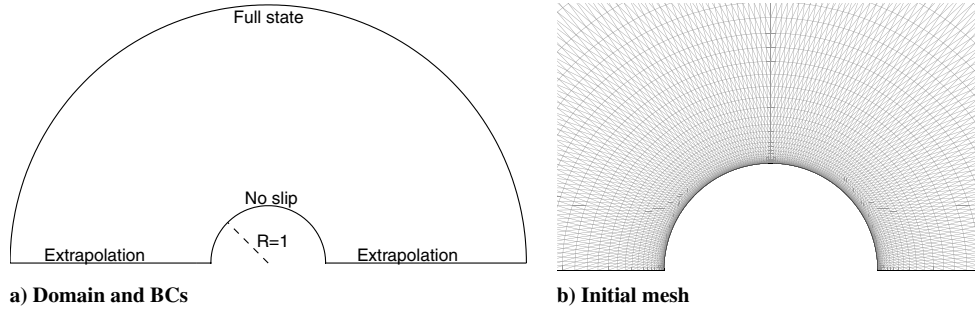 Full state
No slip
R=1
Extrapolation
Extrapolation
a) Domain and BCs
b) Initial mesh